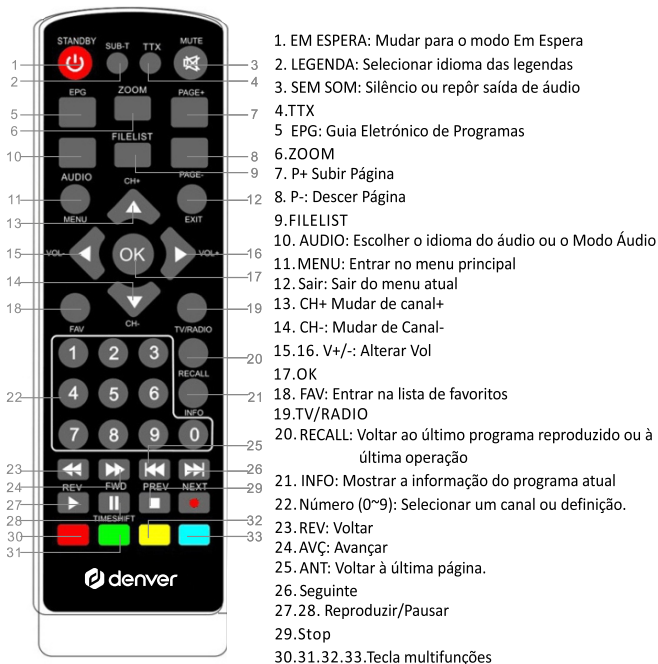 STANDBY
SUB-T
TTX
MUTE
1
2
3
4
EPG
ZOOM
PAGE+
5
6
7
FILELIST
10
8
9
AUDIO
CH+
PAGE-
11
12
MENU
EXIT
13
VOL-
OK
VOL+
15
16
14
17
18
19
FAV
CH-
TV/RADIO
1 2 3
20
RECALL
4 5 6
22
21
INFO
7 8 9 0
25
23
26
24
REV FWD PREV NEXT
29
27
28
TIMESHIFT
32
30
33
31
denver
1. EM ESPERA: Mudar para o modo Em Espera
2. LEGENDA: Selecionar idioma das legendas
3. SEM SOM: Silêncio ou repôr saída de áudio
4.TTX
5 EPG: Guia Eletrónico de Programas
6.ZOOM
7. P+ Subir Página
8. P-: Descer Página
9.FILELIST
10. AUDIO: Escolher o idioma do áudio ou o Modo Áudio
11.MENU: Entrar no menu principal
12.Sair: Sair do menu atual
13. CH+ Mudar de canal+
14. CH-: Mudar de Canal-
15.16. V+/-: Alterar Vol
17.OK
18. FAV: Entrar na lista de favoritos
19.TV/RADIO
20. RECALL: Voltar ao último programa reproduzido ou à
última operação
21. INFO: Mostrar a informação do programa atual
22.Número (0~9): Selecionar um canal ou definição.
23.REV: Voltar
24.AVÇ: Avançar
25.ANT: Voltar à última página.
26.Seguinte
27.28. Reproduzir/Pausar
29.Stop
30.31.32.33.Tecla multifunções